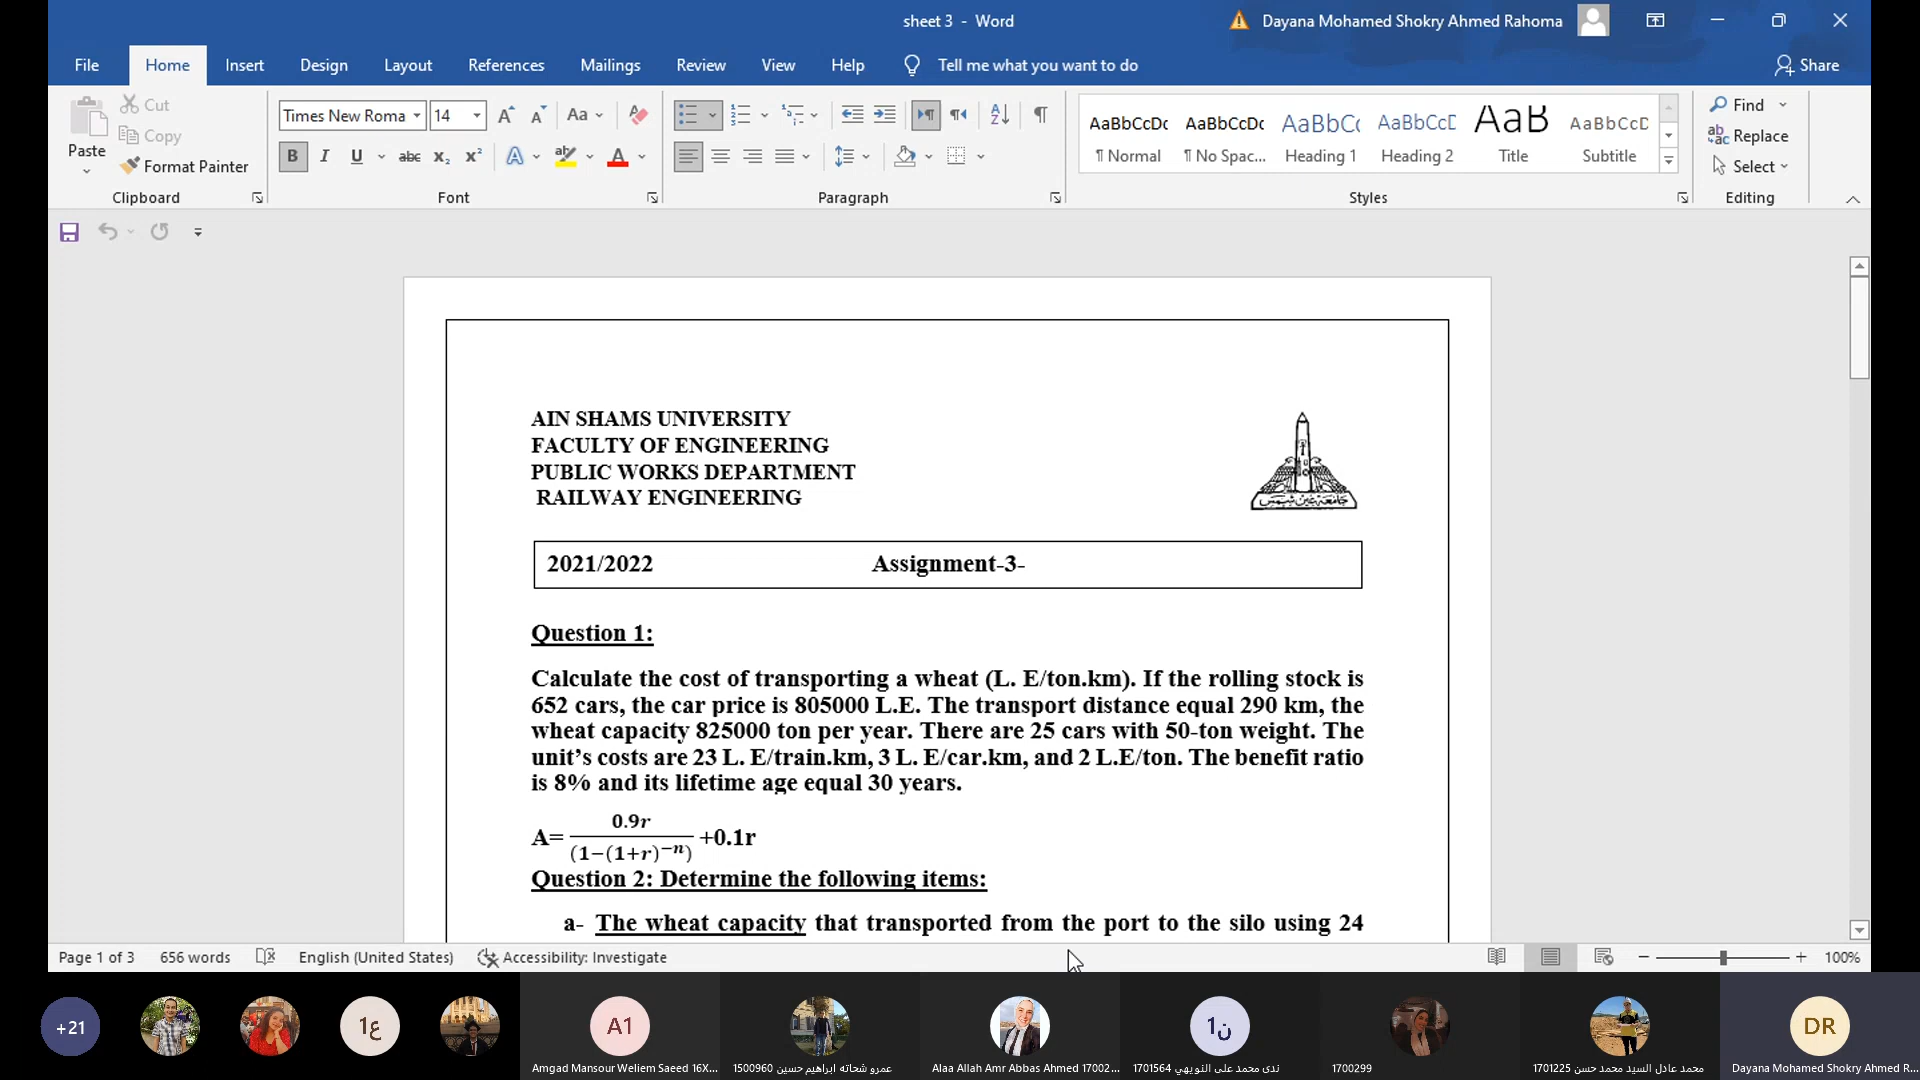 sheet 3 - Word
Dayana Mohamed Shokry Ahmed Rahoma
File Home Insert Design Layout References Mailings Review View Help Tell me what you want to do Share
Paste
Cut
Copy
Format Painter
Clipboard
Times New Roma 14
Font
Paragraph
AaBbCcDc AaBbCcDc AaBbCc AaBbCcD AaB AaBbCcD
¶ Normal ¶ No Spac... Heading 1 Heading 2 Title Subtitle
Styles
Find
Replace
Select
Editing
AIN SHAMS UNIVERSITY
FACULTY OF ENGINEERING
PUBLIC WORKS DEPARTMENT
RAILWAY ENGINEERING
جامعة عين شمس
2021/2022 Assignment-3-
Question 1:
Calculate the cost of transporting a wheat (L. E/ton.km). If the rolling stock is
652 cars, the car price is 805000 L.E. The transport distance equal 290 km, the
wheat capacity 825000 ton per year. There are 25 cars with 50-ton weight. The
unit’s costs are 23 L. E/train.km, 3 L. E/car.km, and 2 L.E/ton. The benefit ratio
is 8% and its lifetime age equal 30 years.
A= 0.9r / (1−(1+r)^−n) +0.1r
Question 2: Determine the following items:
a- The wheat capacity that transported from the port to the silo using 24
Page 1 of 3 656 words English (United States) Accessibility: Investigate 100%
+21 ع1 A1 ن1 DR
Amgad Mansour Weliem Saeed 16X...
عمرو شحاته ابراهيم حسين 1500960
Alaa Allah Amr Abbas Ahmed 17002...
ندى محمد على النويهي 1701564
1700299
محمد عادل السيد محمد حسن 1701225
Dayana Mohamed Shokry Ahmed R...